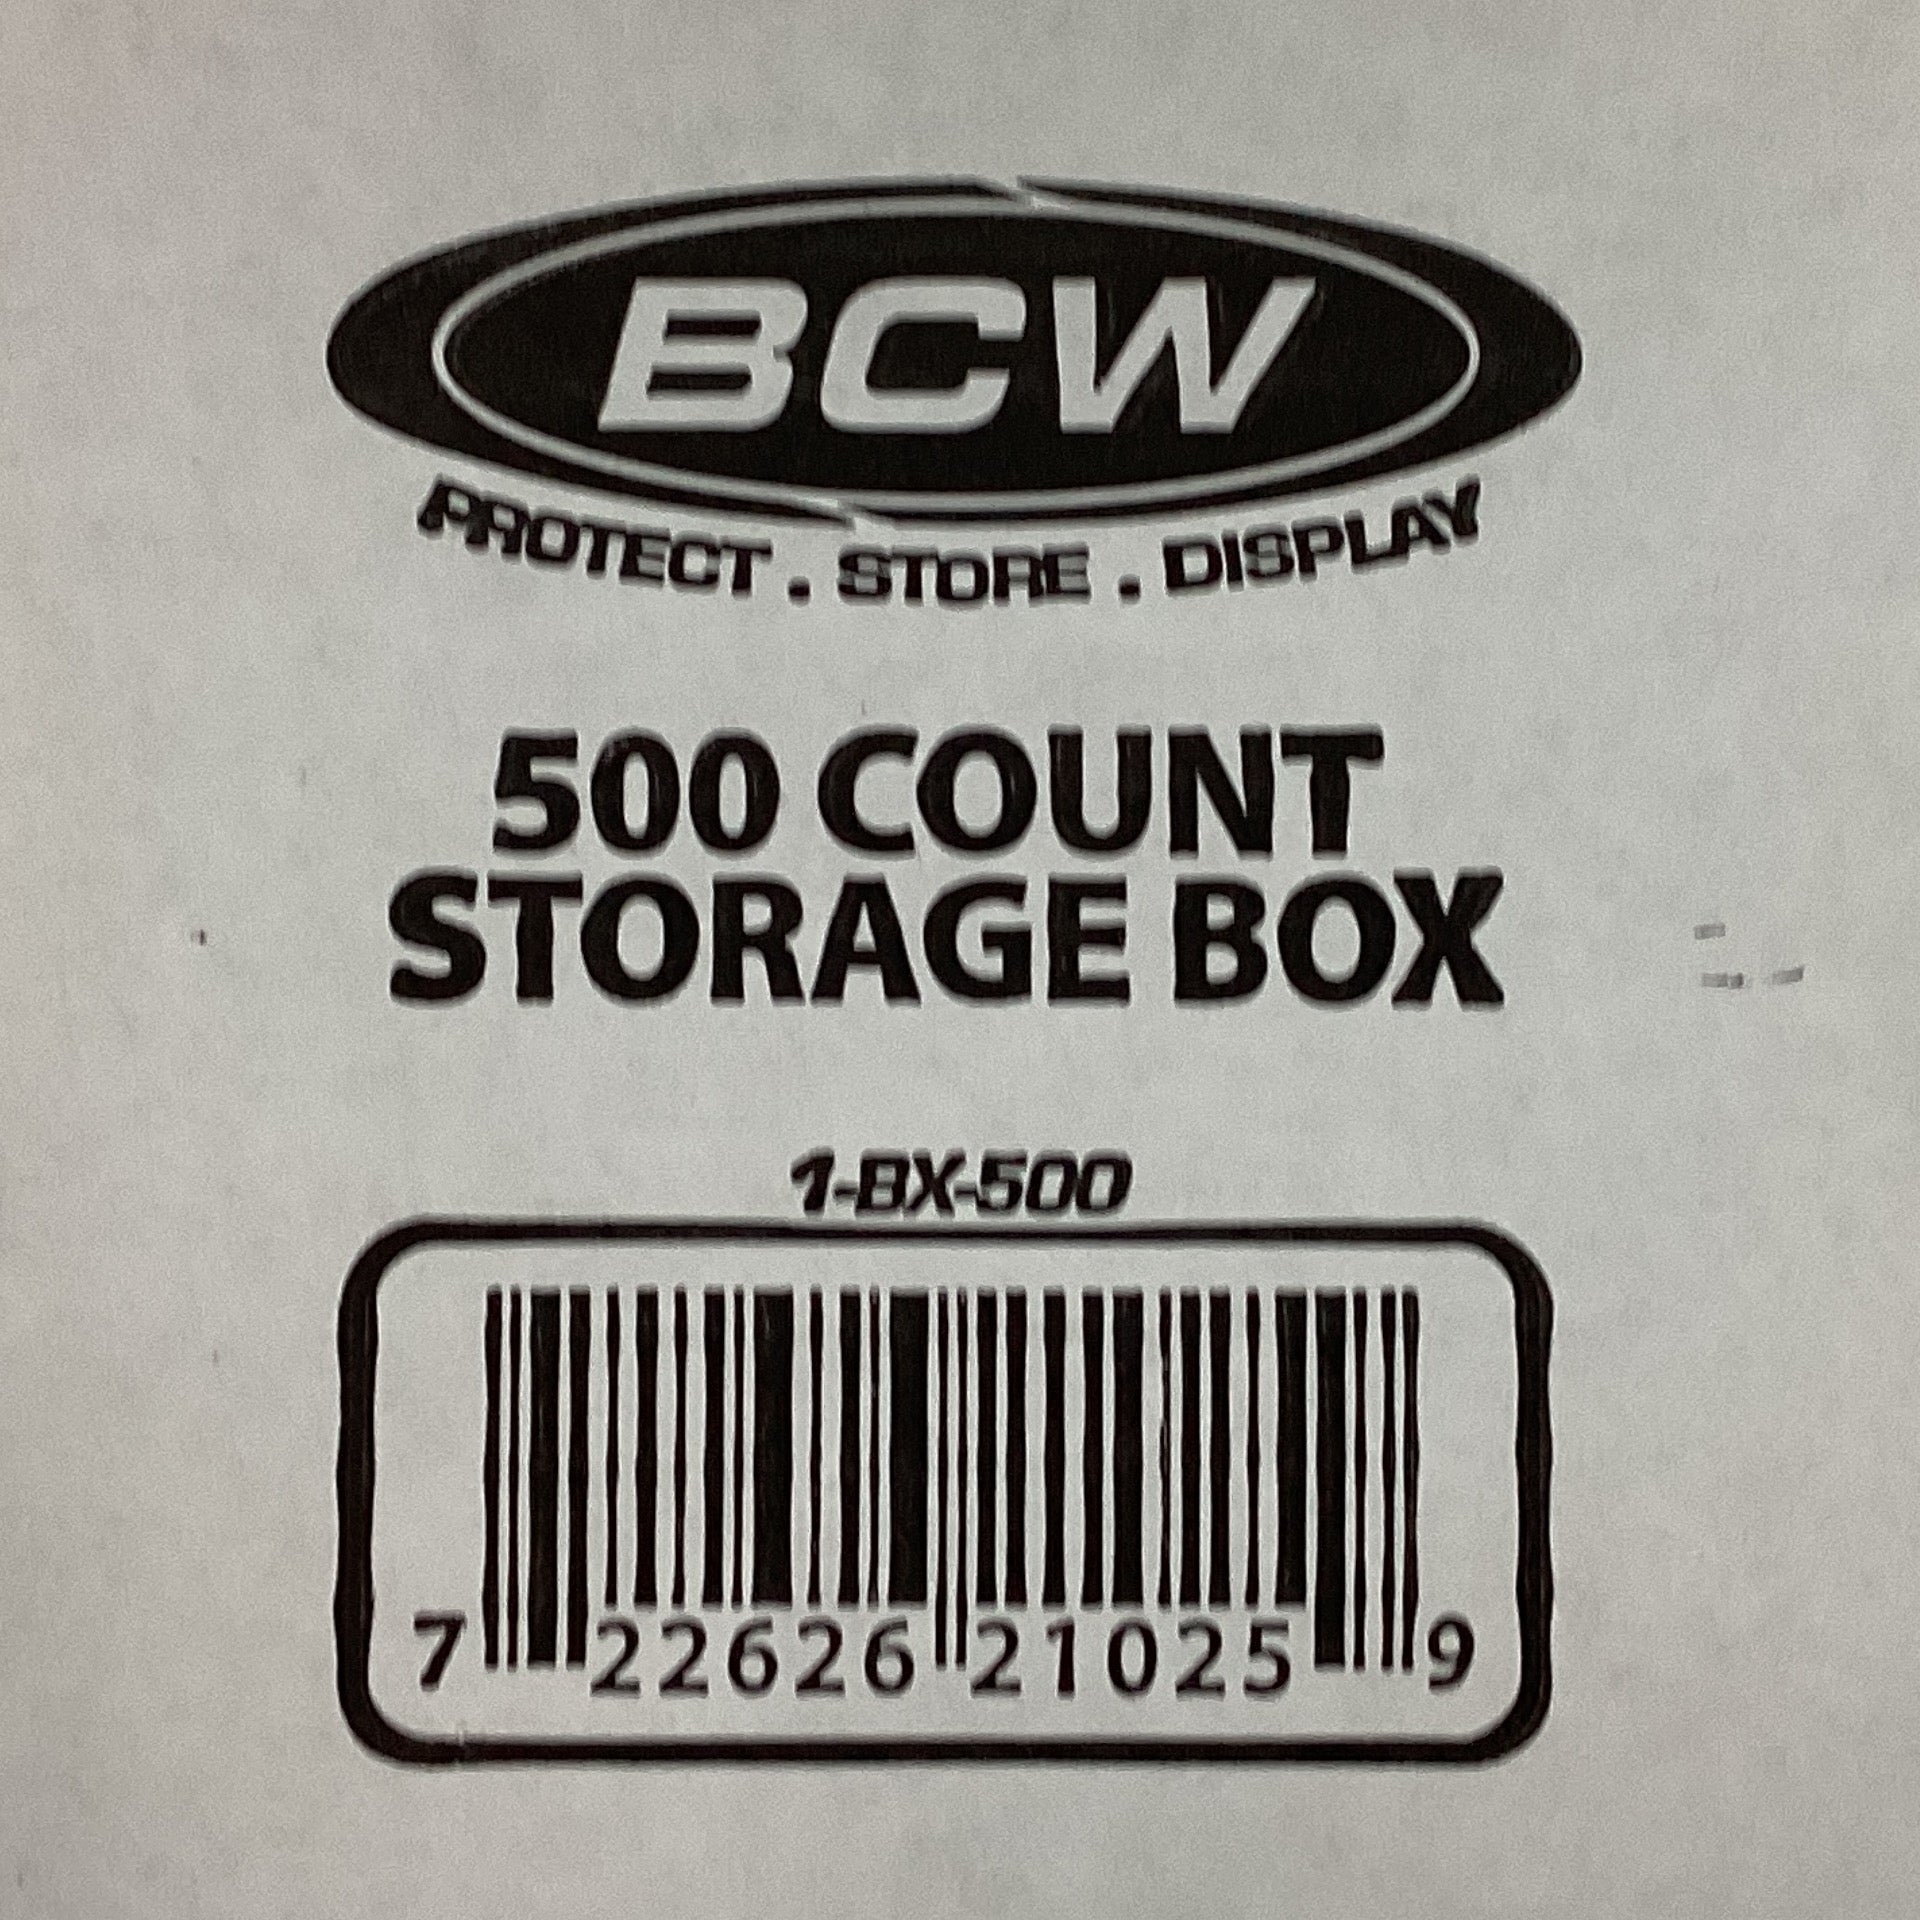 BCW
PROTECT . STORE . DISPLAY
500 COUNT
STORAGE BOX
1-BX-500
7 22626 21025 9